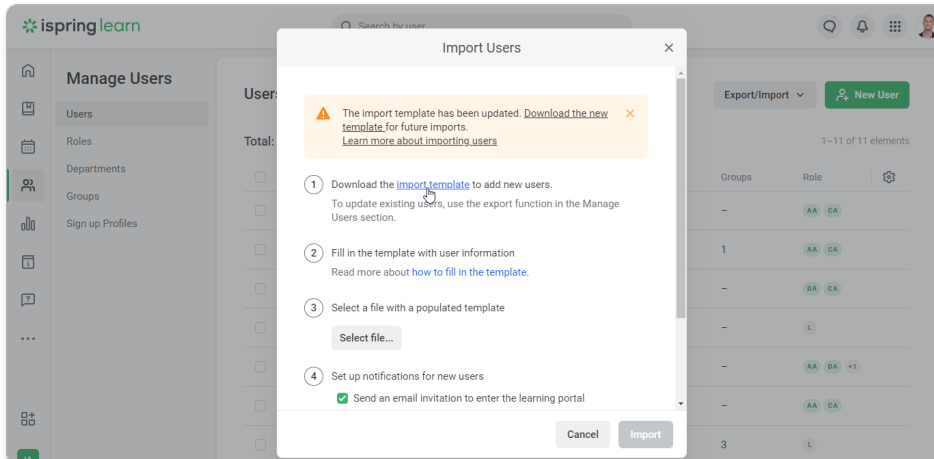 ispring learn
Search by user
Import Users
Manage Users
Users
Roles
Departments
Groups
Sign up Profiles
Users
Export/Import
New User
Total:
1–11 of 11 elements
Groups
Role
The import template has been updated. Download the new
template for future imports.
Learn more about importing users
1 Download the import template to add new users.
To update existing users, use the export function in the Manage
Users section.
2 Fill in the template with user information
Read more about how to fill in the template.
3 Select a file with a populated template
Select file...
4 Set up notifications for new users
Send an email invitation to enter the learning portal
Cancel
Import
– AA CA
1 AA CA
– DA CA
– L
– AA DA +1
– AA CA
3 L